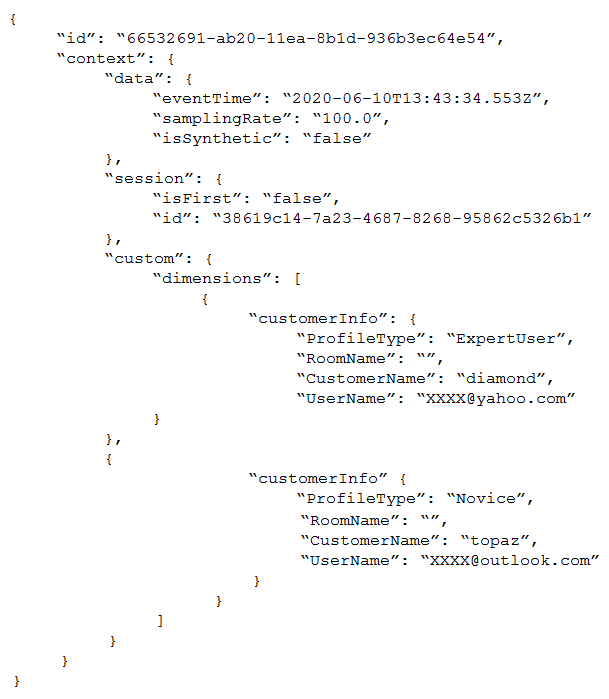 {
“id”: “66532691-ab20-11ea-8b1d-936b3ec64e54”,
“context”: {
“data”: {
“eventTime”: “2020-06-10T13:43:34.553Z”,
“samplingRate”: “100.0”,
“isSynthetic”: “false”
},
“session”: {
“isFirst”: “false”,
“id”: “38619c14-7a23-4687-8268-95862c5326b1”
},
“custom”: {
“dimensions”: [
{
“customerInfo”: {
“ProfileType”: “ExpertUser”,
“RoomName”: “”,
“CustomerName”: “diamond”,
“UserName”: “XXXX@yahoo.com”
}
},
{
“customerInfo” {
“ProfileType”: “Novice”,
“RoomName”: “”,
“CustomerName”: “topaz”,
“UserName”: “XXXX@outlook.com”
}
}
]
}
}
}